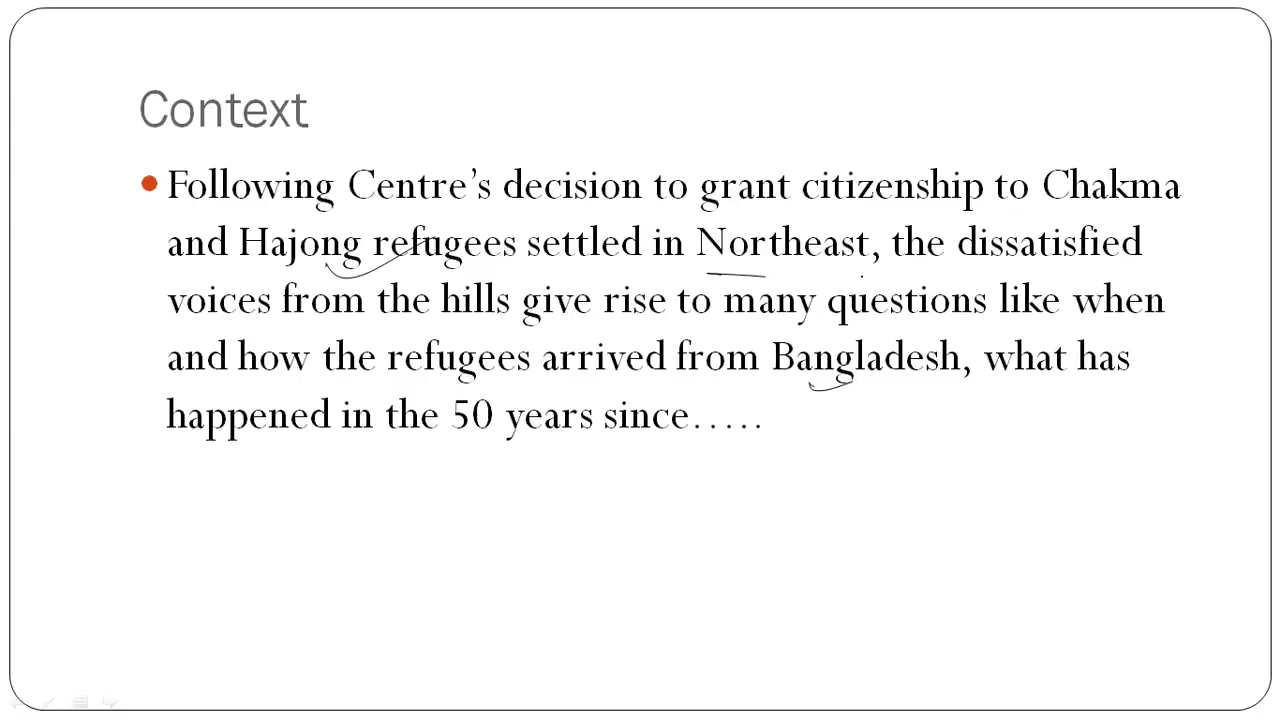 Context
• Following Centre’s decision to grant citizenship to Chakma
and Hajong refugees settled in Northeast, the dissatisfied
voices from the hills give rise to many questions like when
and how the refugees arrived from Bangladesh, what has
happened in the 50 years since.....